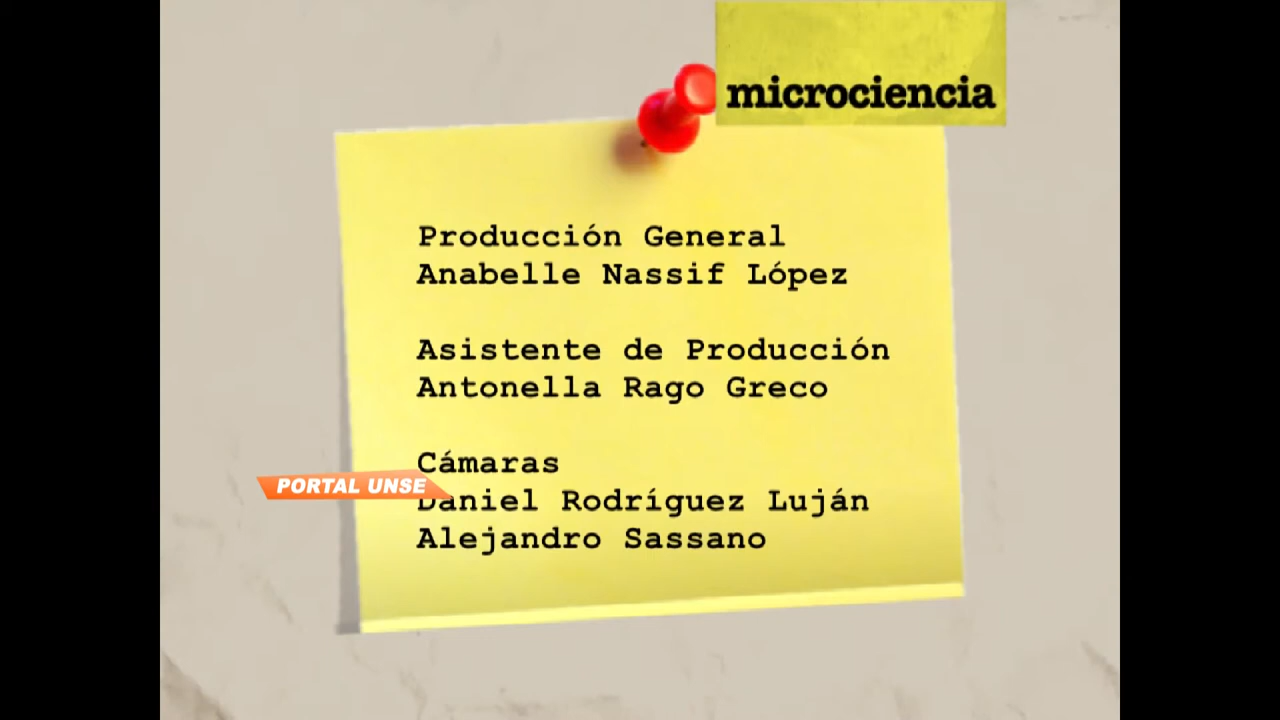 microciencia
Producción General
Anabelle Nassif López
Asistente de Producción
Antonella Rago Greco
Cámaras
PORTAL UNSE
Daniel Rodríguez Luján
Alejandro Sassano